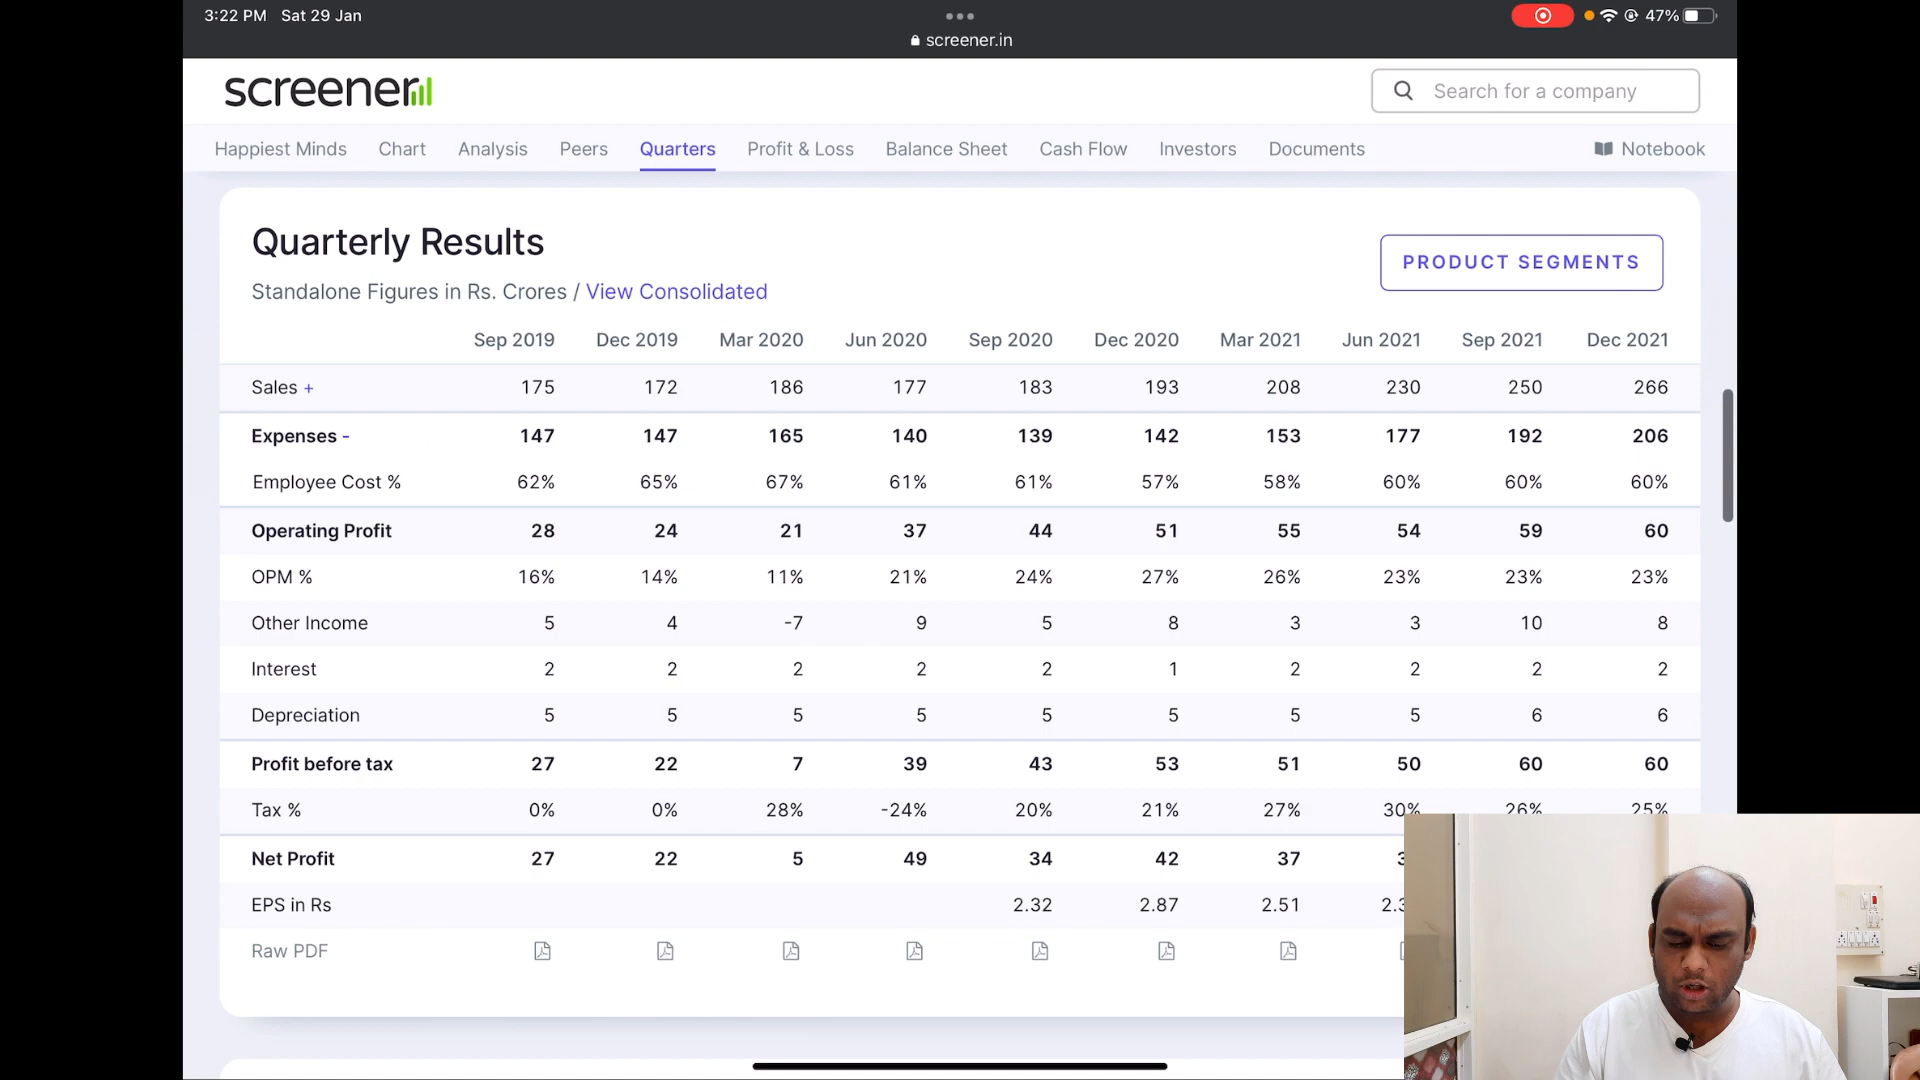 3:22 PM Sat 29 Jan
47%
screener.in
screener
Search for a company
Happiest Minds Chart Analysis Peers Quarters Profit & Loss Balance Sheet Cash Flow Investors Documents Notebook
Quarterly Results
PRODUCT SEGMENTS
Standalone Figures in Rs. Crores / View Consolidated
Sep 2019 Dec 2019 Mar 2020 Jun 2020 Sep 2020 Dec 2020 Mar 2021 Jun 2021 Sep 2021 Dec 2021
Sales + 175 172 186 177 183 193 208 230 250 266
Expenses - 147 147 165 140 139 142 153 177 192 206
Employee Cost % 62% 65% 67% 61% 61% 57% 58% 60% 60% 60%
Operating Profit 28 24 21 37 44 51 55 54 59 60
OPM % 16% 14% 11% 21% 24% 27% 26% 23% 23% 23%
Other Income 5 4 -7 9 5 8 3 3 10 8
Interest 2 2 2 2 2 1 2 2 2 2
Depreciation 5 5 5 5 5 5 5 5 6 6
Profit before tax 27 22 7 39 43 53 51 50 60 60
Tax % 0% 0% 28% -24% 20% 21% 27% 30% 26% 25%
Net Profit 27 22 5 49 34 42 37
EPS in Rs 2.32 2.87 2.51
Raw PDF